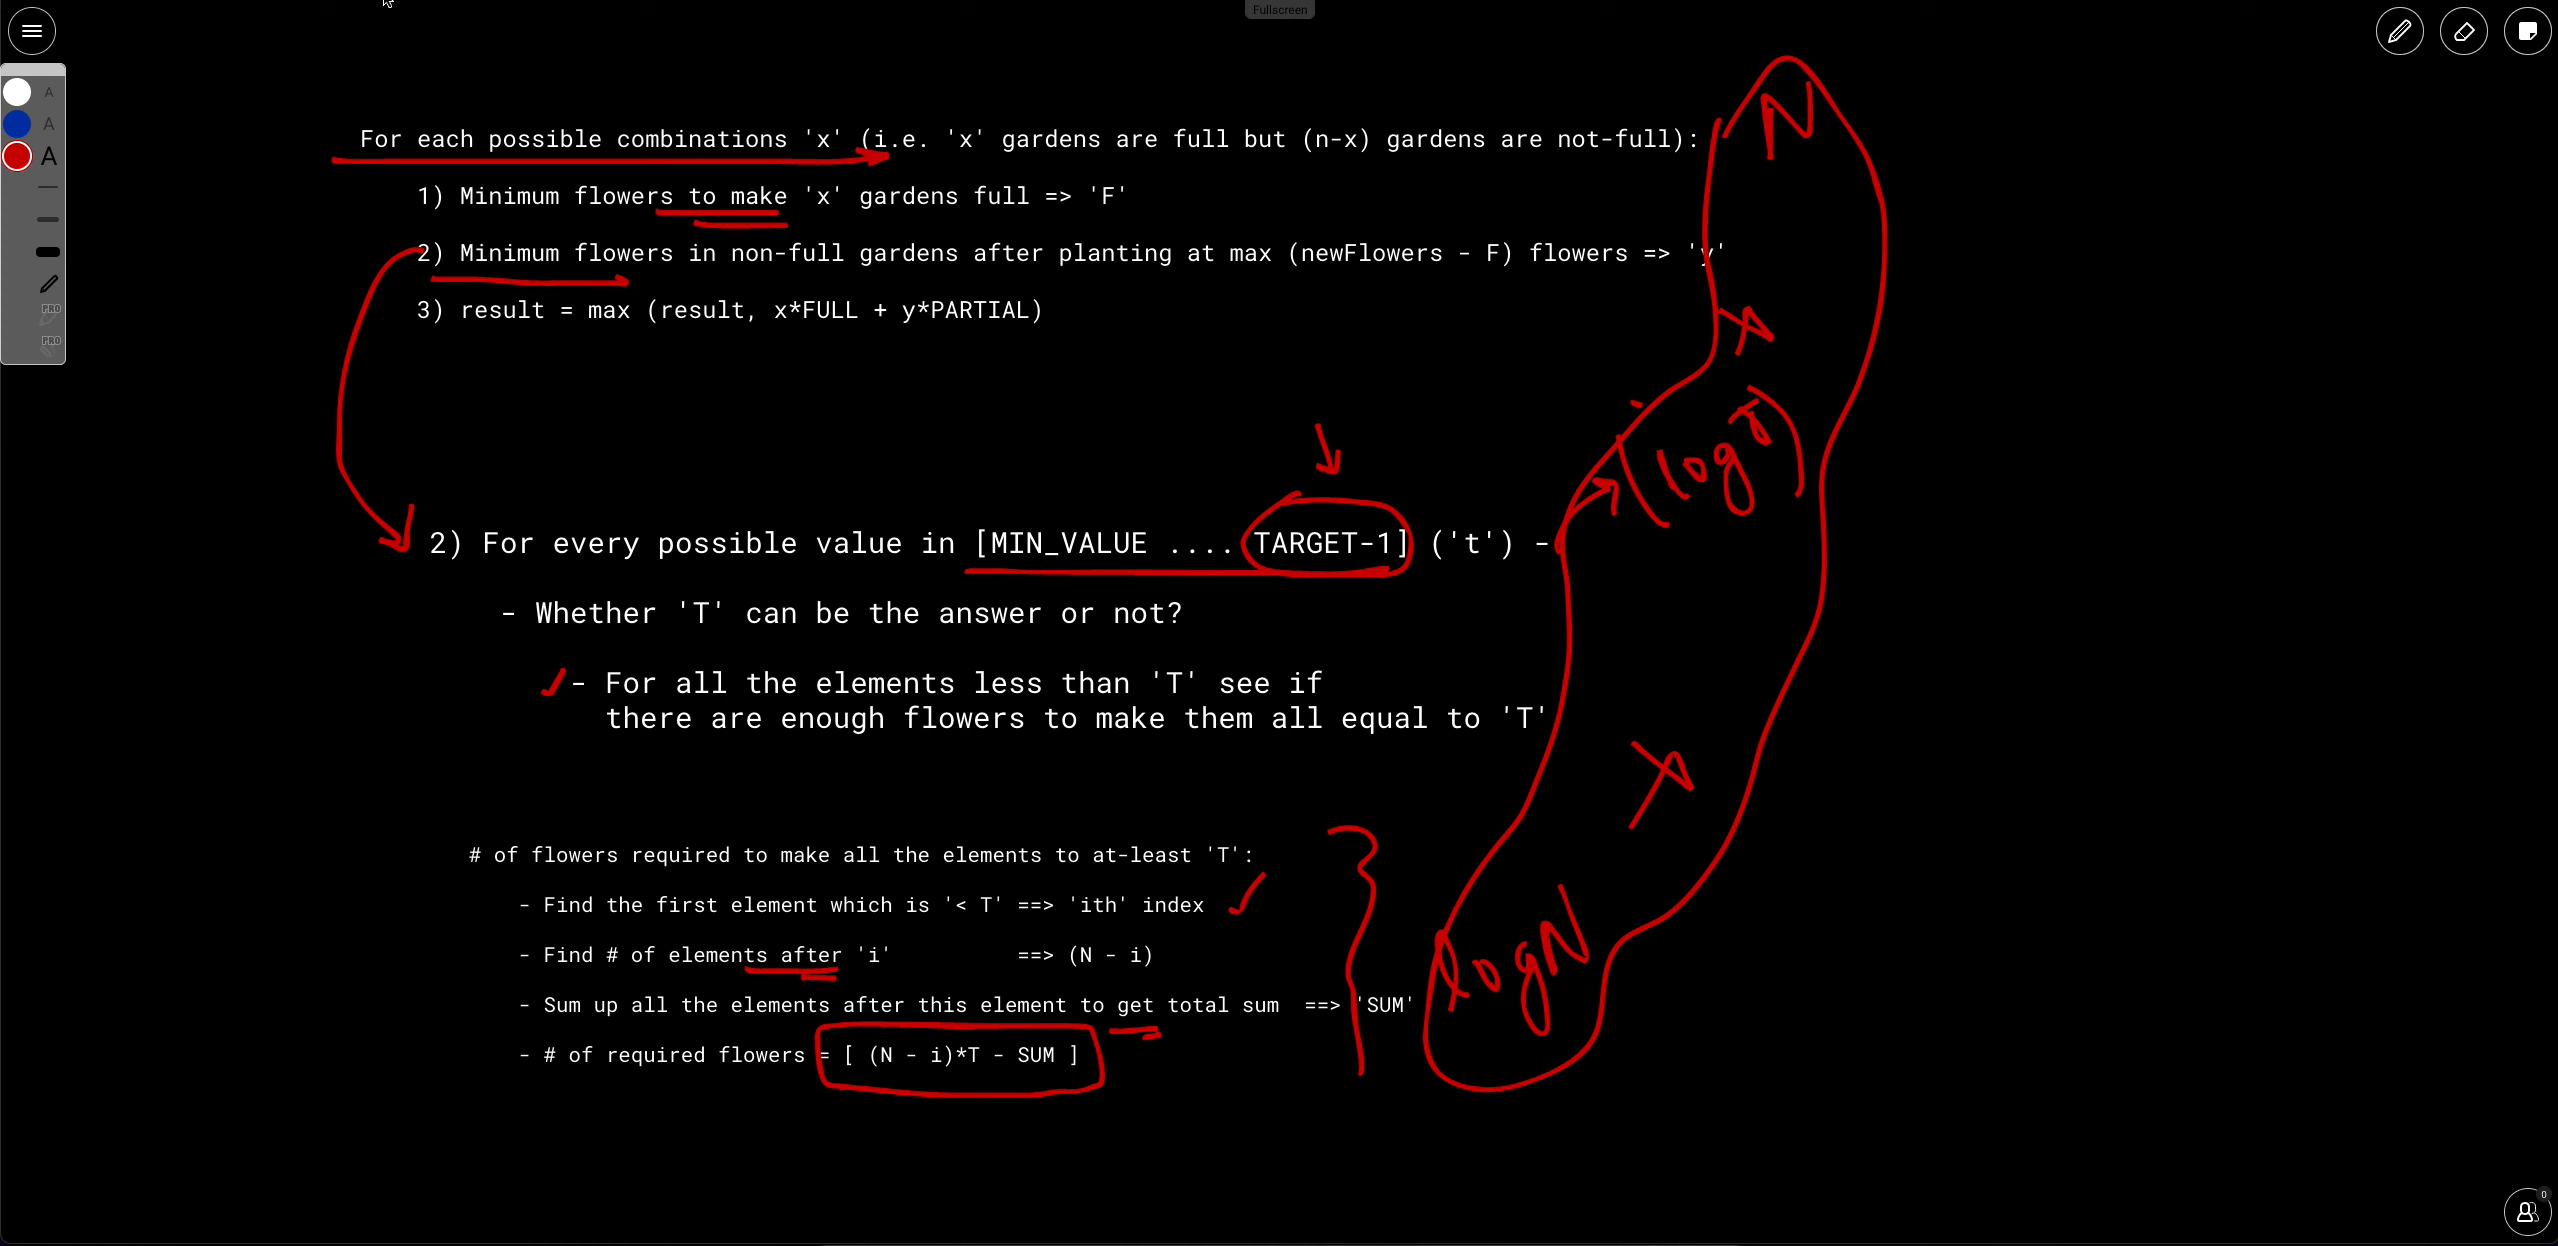 Fullscreen
A
A
A
PRO
PRO
N
For each possible combinations 'x' (i.e. 'x' gardens are full but (n-x) gardens are not-full):
1) Minimum flowers to make 'x' gardens full => 'F'
2) Minimum flowers in non-full gardens after planting at max (newFlowers - F) flowers => 'y'
3) result = max (result, x*FULL + y*PARTIAL)
x
(log T)
2) For every possible value in [MIN_VALUE .... TARGET-1] ('t') -
- Whether 'T' can be the answer or not?
- For all the elements less than 'T' see if
there are enough flowers to make them all equal to 'T'
x
# of flowers required to make all the elements to at-least 'T':
- Find the first element which is '< T' ==> 'ith' index
- Find # of elements after 'i' ==> (N - i)
- Sum up all the elements after this element to get total sum ==> 'SUM'
- # of required flowers = [ (N - i)*T - SUM ]
logN
0